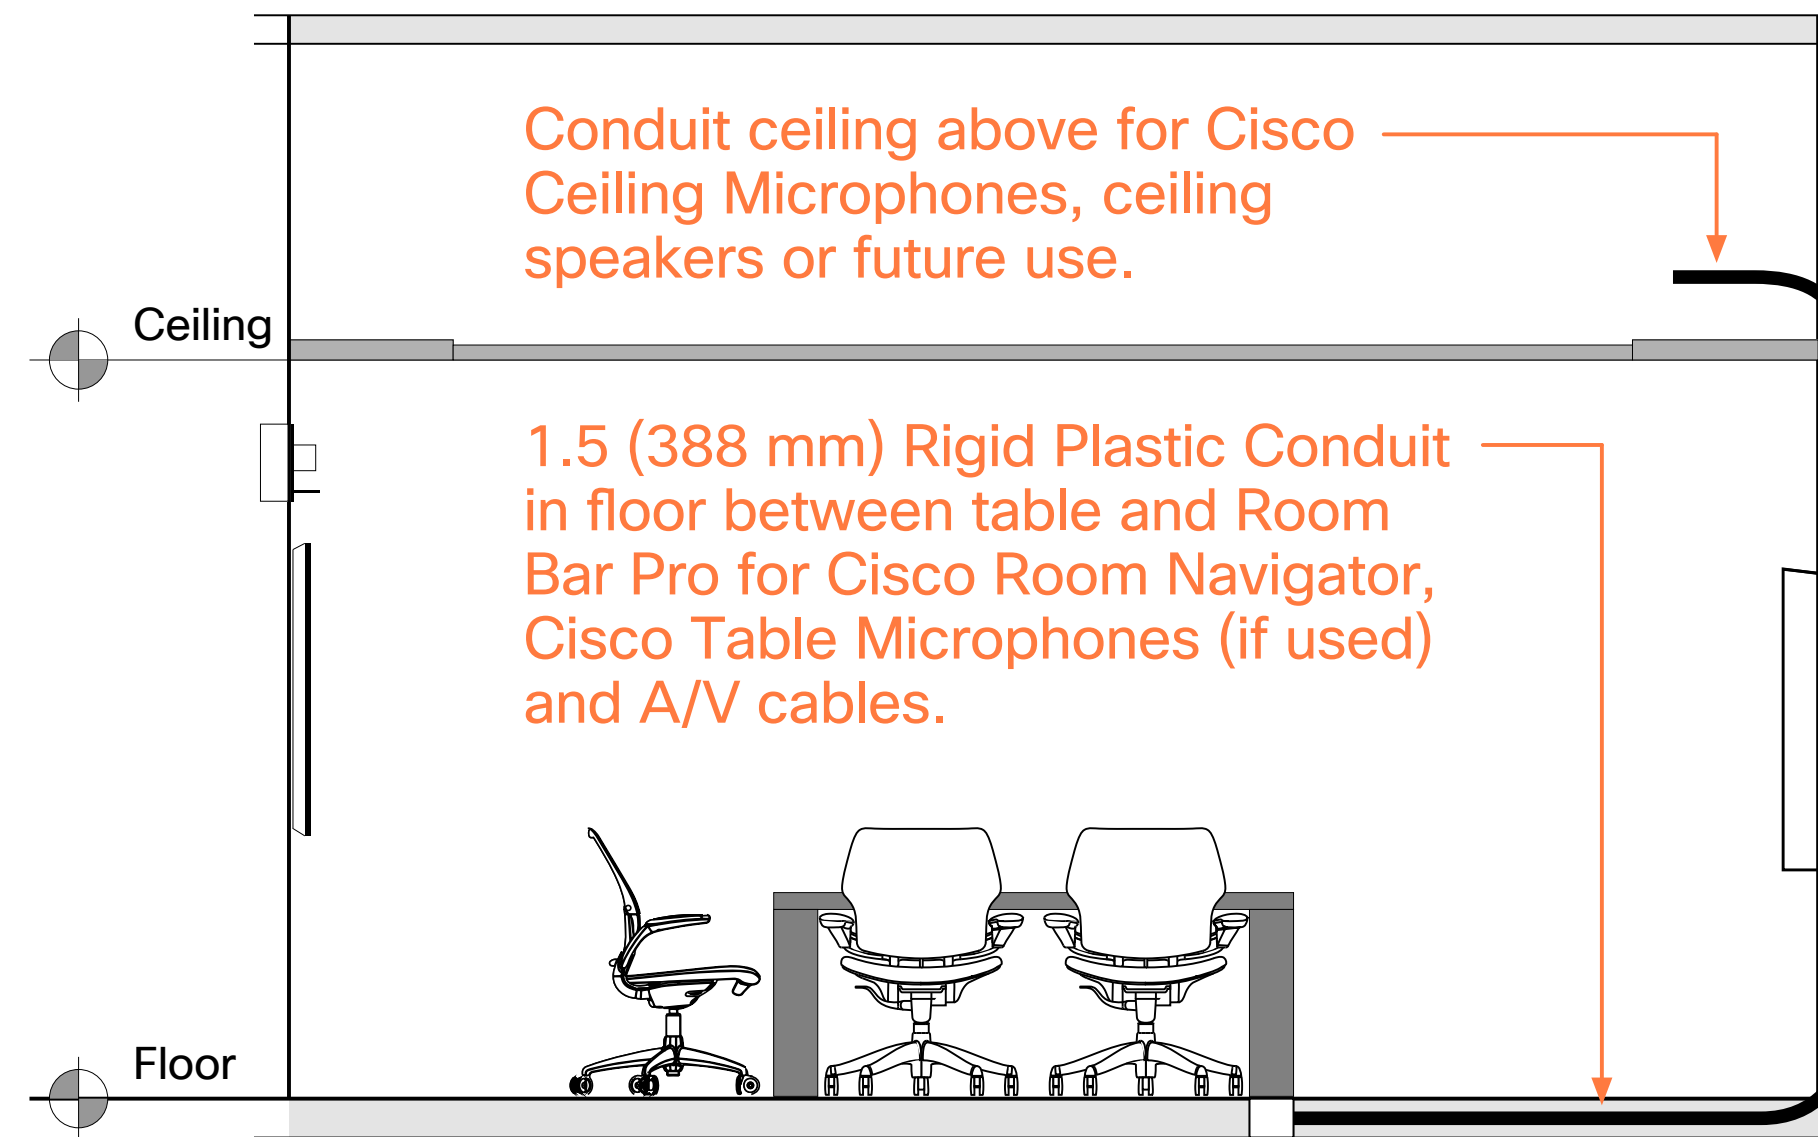 Conduit ceiling above for Cisco
Ceiling Microphones, ceiling
speakers or future use.
Ceiling
1.5 (388 mm) Rigid Plastic Conduit
in floor between table and Room
Bar Pro for Cisco Room Navigator,
Cisco Table Microphones (if used)
and A/V cables.
Floor